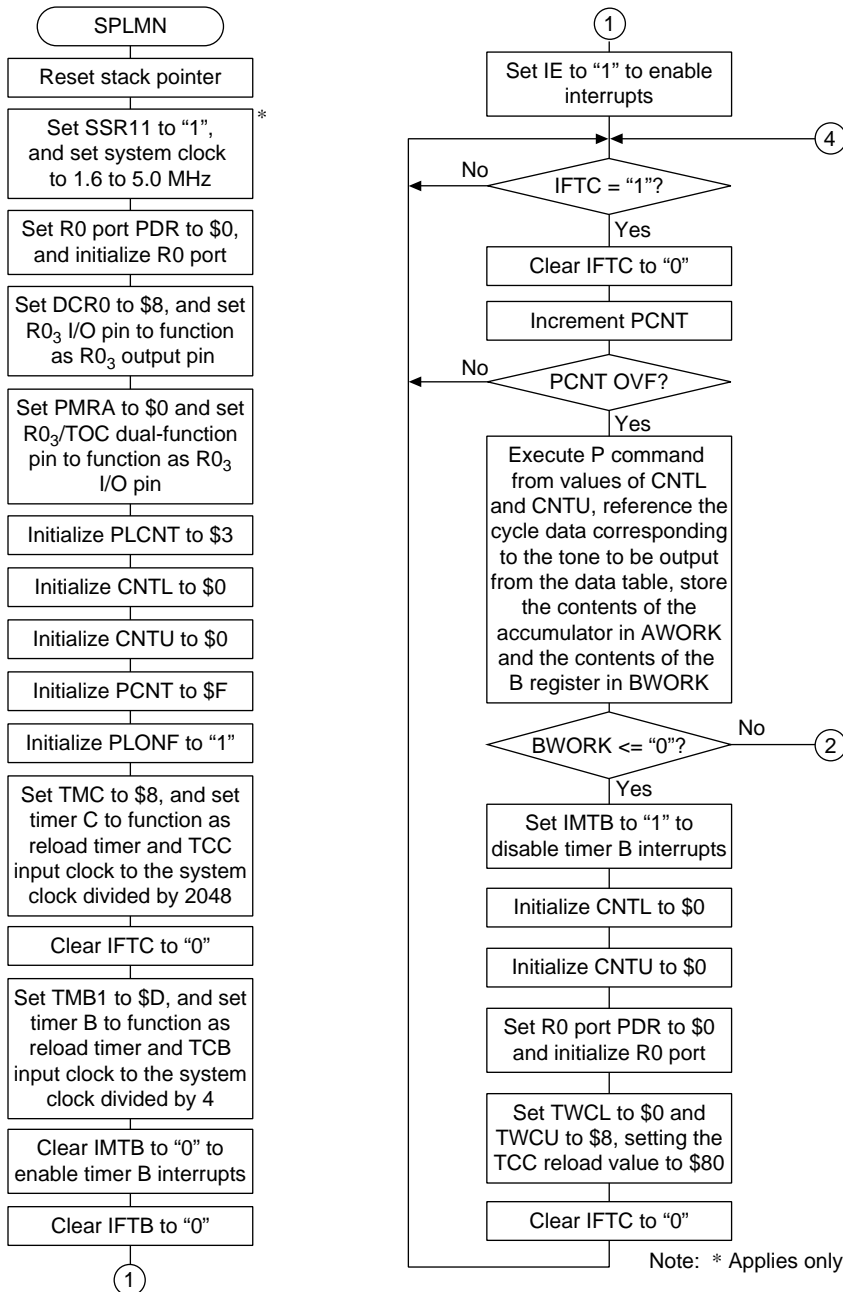 SPLMN
Reset stack pointer
Set SSR11 to “1”,
and set system clock
to 1.6 to 5.0 MHz
*
Set R0 port PDR to $0,
and initialize R0 port
Set DCR0 to $8, and set
R0₃ I/O pin to function
as R0₃ output pin
Set PMRA to $0 and set
R0₃/TOC dual-function
pin to function as R0₃
I/O pin
Initialize PLCNT to $3
Initialize CNTL to $0
Initialize CNTU to $0
Initialize PCNT to $F
Initialize PLONF to “1”
Set TMC to $8, and set
timer C to function as
reload timer and TCC
input clock to the system
clock divided by 2048
Clear IFTC to “0”
Set TMB1 to $D, and set
timer B to function as
reload timer and TCB
input clock to the system
clock divided by 4
Clear IMTB to “0” to
enable timer B interrupts
Clear IFTB to “0”
1
1
Set IE to “1” to enable
interrupts
4
No
IFTC = “1”?
Yes
Clear IFTC to “0”
Increment PCNT
No
PCNT OVF?
Yes
Execute P command
from values of CNTL
and CNTU, reference the
cycle data corresponding
to the tone to be output
from the data table, store
the contents of the
accumulator in AWORK
and the contents of the
B register in BWORK
BWORK <= “0”?
No
2
Yes
Set IMTB to “1” to
disable timer B interrupts
Initialize CNTL to $0
Initialize CNTU to $0
Set R0 port PDR to $0
and initialize R0 port
Set TWCL to $0 and
TWCU to $8, setting the
TCC reload value to $80
Clear IFTC to “0”
Note: * Applies only